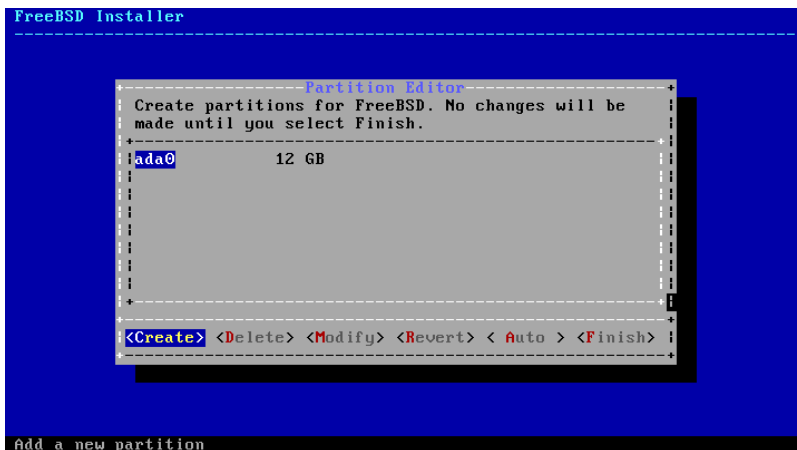 FreeBSD Installer
Partition Editor
Create partitions for FreeBSD. No changes will be
made until you select Finish.
ada0 12 GB
<Create> <Delete> <Modify> <Revert> < Auto > <Finish>
Add a new partition